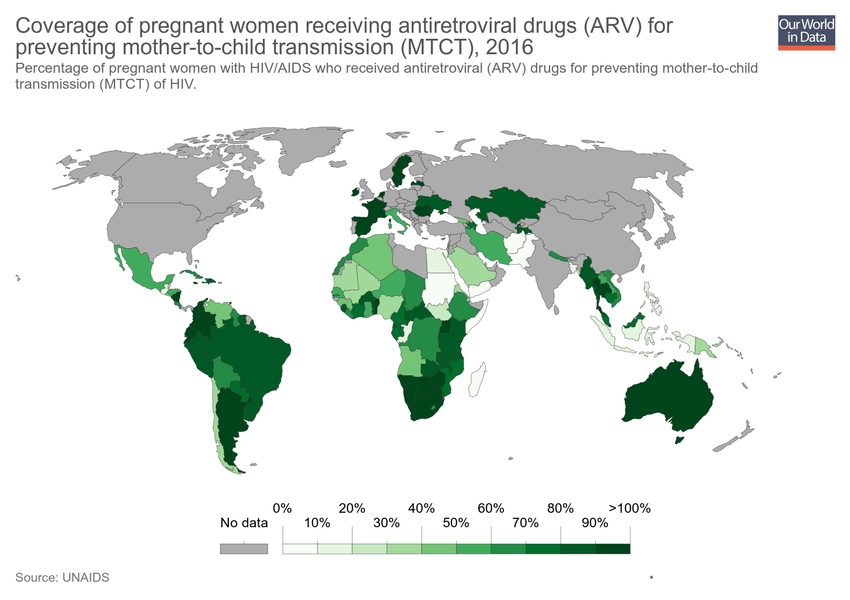 Coverage of pregnant women receiving antiretroviral drugs (ARV) for
preventing mother-to-child transmission (MTCT), 2016
Our World
in Data
Percentage of pregnant women with HIV/AIDS who received antiretroviral (ARV) drugs for preventing mother-to-child
transmission (MTCT) of HIV.
0% 20% 40% 60% 80% >100%
No data 10% 30% 50% 70% 90%
Source: UNAIDS